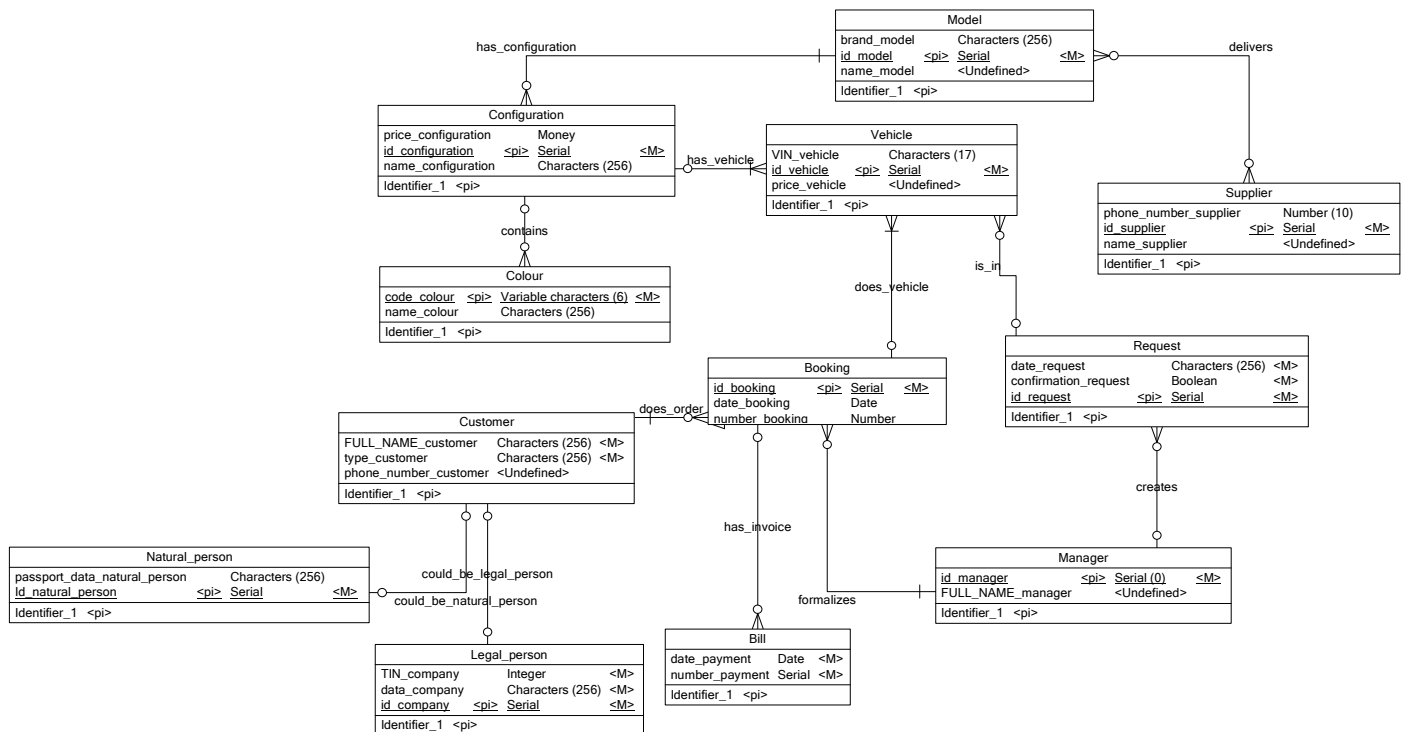 Model
brand_model Characters (256)
id_model <pi> Serial <M>
name_model <Undefined>
Identifier_1 <pi>
has_configuration
delivers
Configuration
price_configuration Money
id_configuration <pi> Serial <M>
name_configuration Characters (256)
Identifier_1 <pi>
has_vehicle
Vehicle
VIN_vehicle Characters (17)
id_vehicle <pi> Serial <M>
price_vehicle <Undefined>
Identifier_1 <pi>
Supplier
phone_number_supplier Number (10)
id_supplier <pi> Serial <M>
name_supplier <Undefined>
Identifier_1 <pi>
contains
is_in
does_vehicle
Colour
code_colour <pi> Variable characters (6) <M>
name_colour Characters (256)
Identifier_1 <pi>
Request
date_request Characters (256) <M>
confirmation_request Boolean <M>
id_request <pi> Serial <M>
Identifier_1 <pi>
Booking
id_booking <pi> Serial <M>
date_booking Date
number_booking Number
does_order
Customer
FULL_NAME_customer Characters (256) <M>
type_customer Characters (256) <M>
phone_number_customer <Undefined>
Identifier_1 <pi>
creates
has_invoice
Natural_person
passport_data_natural_person Characters (256)
Id_natural_person <pi> Serial <M>
Identifier_1 <pi>
could_be_legal_person
could_be_natural_person
formalizes
Manager
id_manager <pi> Serial (0) <M>
FULL_NAME_manager <Undefined>
Identifier_1 <pi>
Bill
date_payment Date <M>
number_payment Serial <M>
Identifier_1 <pi>
Legal_person
TIN_company Integer <M>
data_company Characters (256) <M>
id_company <pi> Serial <M>
Identifier_1 <pi>